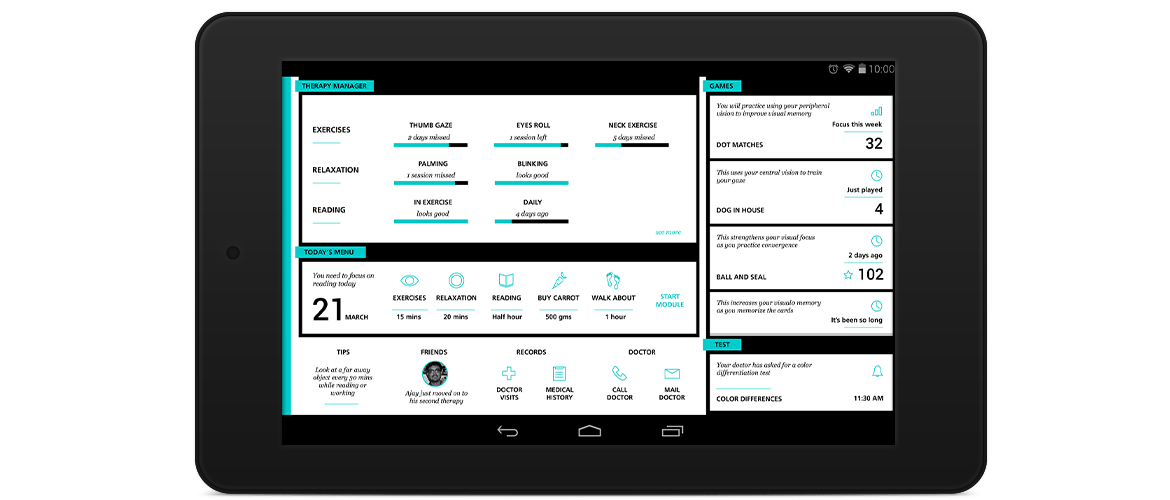 10:00
THERAPY MANAGER
EXERCISES
THUMB GAZE
2 days missed
EYES ROLL
1 session left
NECK EXERCISE
5 days missed
RELAXATION
PALMING
1 session missed
BLINKING
looks good
READING
IN EXERCISE
looks good
DAILY
4 days ago
see more
TODAY'S MENU
You need to focus on
reading today
21 MARCH
EXERCISES
15 mins
RELAXATION
20 mins
READING
Half hour
BUY CARROT
500 gms
WALK ABOUT
1 hour
START
MODULE
TIPS
Look at a far away
object every 50 mins
while reading or
working
FRIENDS
Ajay just moved on to
his second therapy
RECORDS
DOCTOR
VISITS
MEDICAL
HISTORY
DOCTOR
CALL
DOCTOR
MAIL
DOCTOR
GAMES
You will practice using your peripheral
vision to improve visual memory
Focus this week
DOT MATCHES
32
This uses your central vision to train
your gaze
Just played
DOG IN HOUSE
4
This strengthens your visual focus
as you practice convergence
2 days ago
BALL AND SEAL
102
This increases your visualo memory
as you memorize the cards
It's been so long
TEST
Your doctor has asked for a color
differentiation test
COLOR DIFFERENCES
11:30 AM